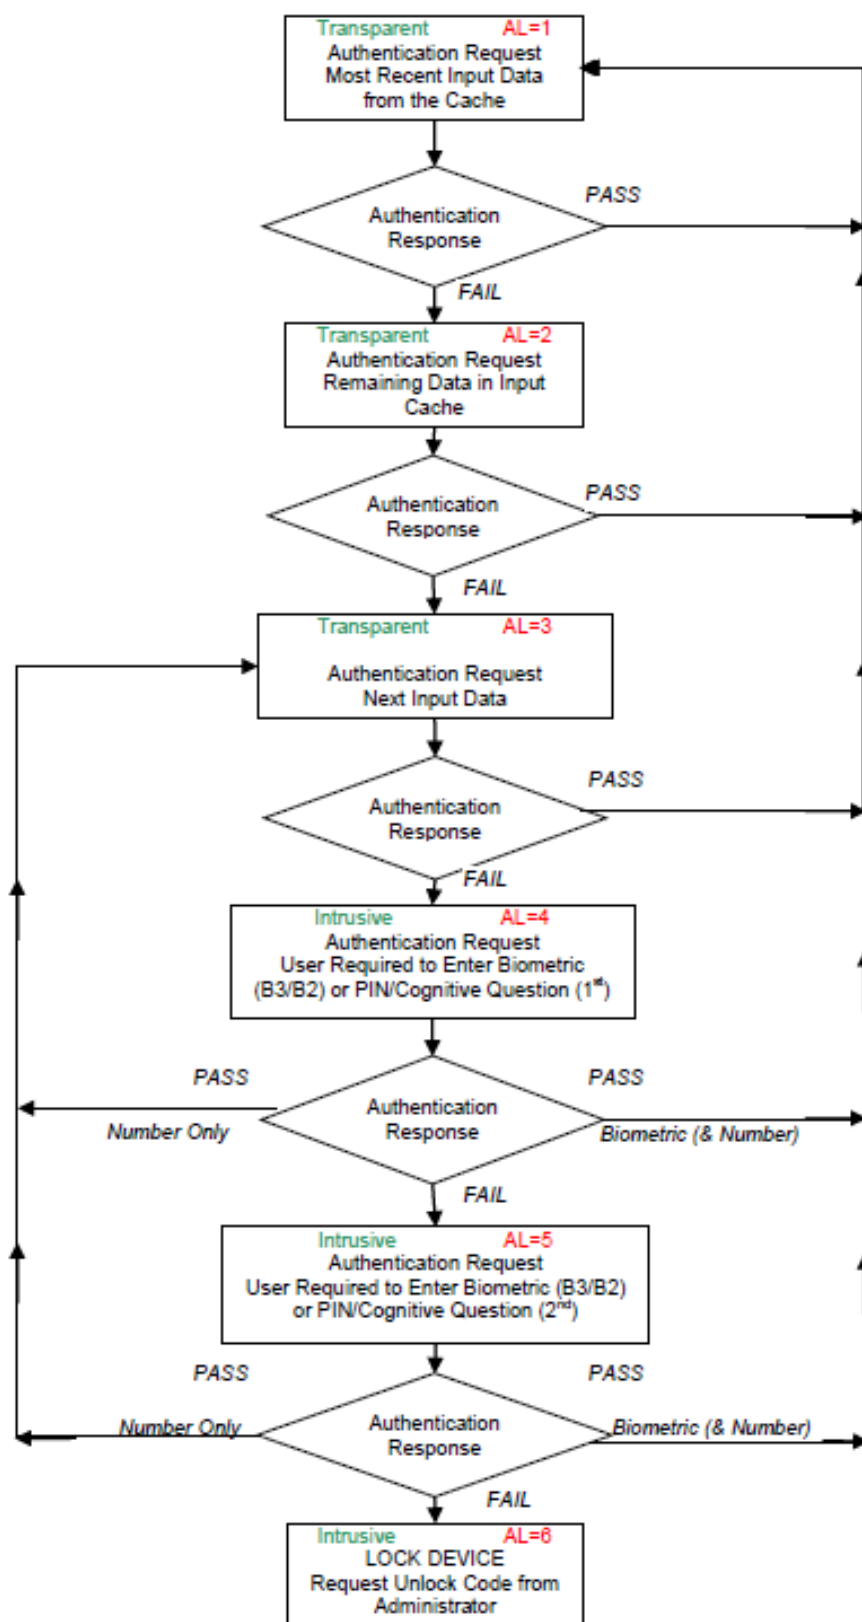 Transparent AL=1
Authentication Request
Most Recent Input Data
from the Cache
Authentication
Response
PASS
FAIL
Transparent AL=2
Authentication Request
Remaining Data in Input
Cache
Authentication
Response
PASS
FAIL
Transparent AL=3
Authentication Request
Next Input Data
Authentication
Response
PASS
FAIL
Intrusive AL=4
Authentication Request
User Required to Enter Biometric
(B3/B2) or PIN/Cognitive Question (1st)
PASS
Number Only
Authentication
Response
PASS
Biometric (& Number)
FAIL
Intrusive AL=5
Authentication Request
User Required to Enter Biometric (B3/B2)
or PIN/Cognitive Question (2nd)
PASS
Number Only
Authentication
Response
PASS
Biometric (& Number)
FAIL
Intrusive AL=6
LOCK DEVICE
Request Unlock Code from
Administrator